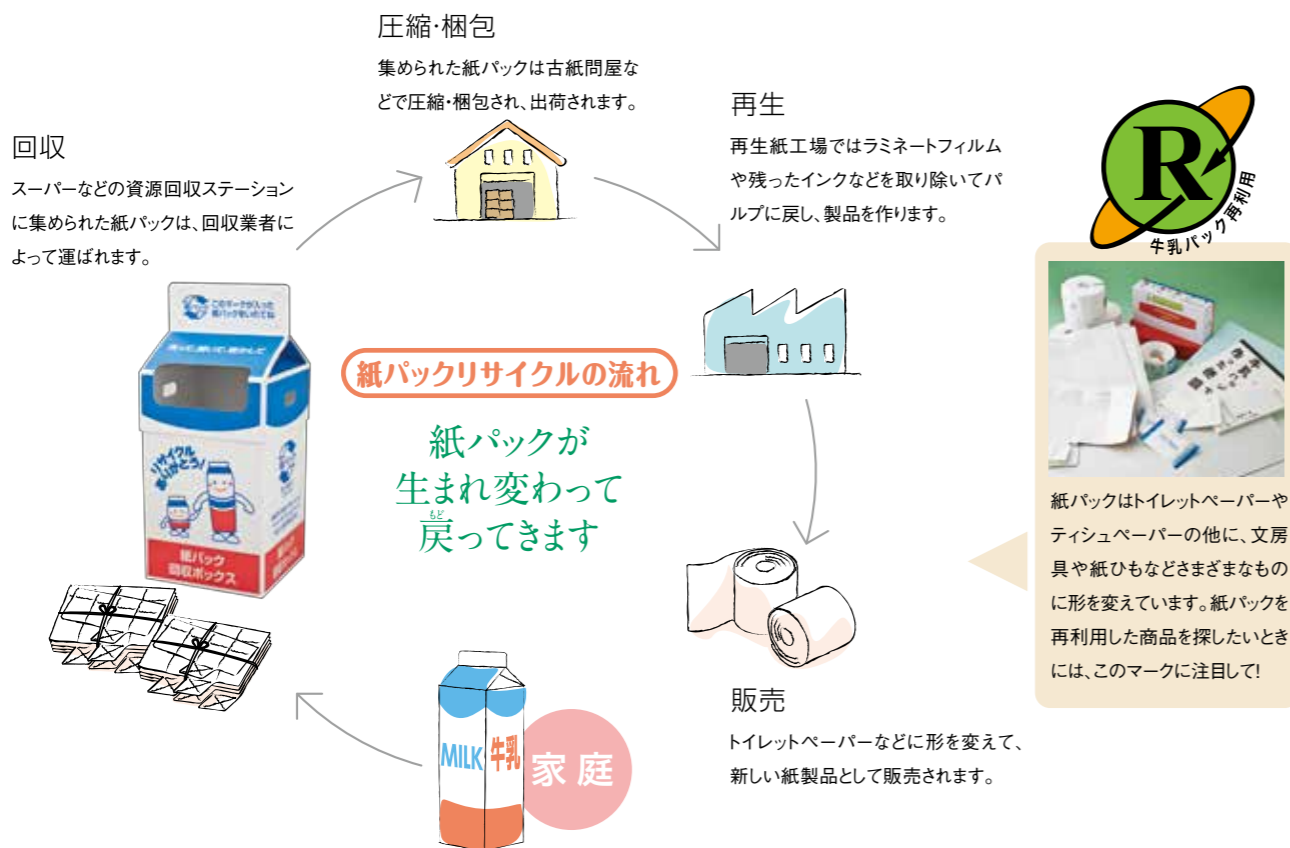 圧縮・梱包
集められた紙パックは古紙問屋な
どで圧縮・梱包され、出荷されます。
再生
再生紙工場ではラミネートフィルム
や残ったインクなどを取り除いてパ
ルプに戻し、製品を作ります。
回収
スーパーなどの資源回収ステーション
に集められた紙パックは、回収業者に
よって運ばれます。
このマークが入った
紙パックをいれてね
リサイクル
ありがとう!
紙パック
回収ボックス
紙パックリサイクルの流れ
紙パックが
生まれ変わって
もど
戻ってきます
R
牛乳パック再利用
紙パックはトイレットペーパーや
ティシュペーパーの他に、文房
具や紙ひもなどさまざまなもの
に形を変えています。紙パックを
再利用した商品を探したいとき
には、このマークに注目して!
販売
トイレットペーパーなどに形を変えて、
新しい紙製品として販売されます。
MILK 牛乳
家庭